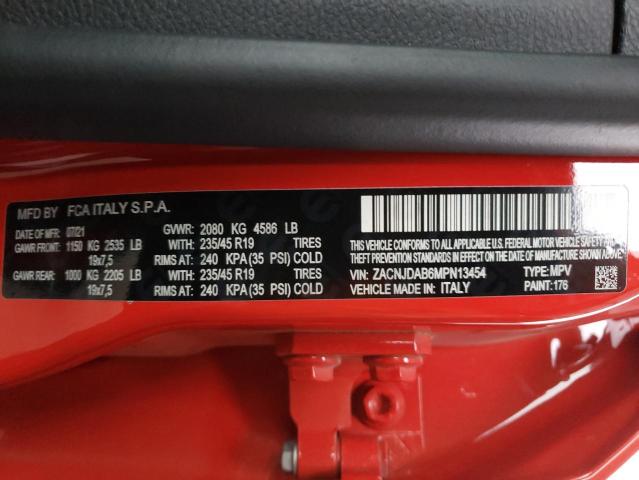 MFD BY FCA ITALY S.P.A.
DATE OF MFR: 07/21 GVWR: 2080 KG 4586 LB
GAWR FRONT: 1150 KG 2535 LB WITH: 235/45 R19 TIRES
19x7,5 RIMS AT: 240 KPA (35 PSI) COLD
GAWR REAR: 1000 KG 2205 LB WITH: 235/45 R19 TIRES
19x7,5 RIMS AT: 240 KPA (35 PSI) COLD
THIS VEHICLE CONFORMS TO ALL APPLICABLE U.S. FEDERAL MOTOR VEHICLE SAFETY, BUMPER, AND
THEFT PREVENTION STANDARDS IN EFFECT ON THE DATE OF MANUFACTURE SHOWN ABOVE.
VIN: ZACNJDAB6MPN13454 TYPE: MPV
VEHICLE MADE IN: ITALY PAINT: 176